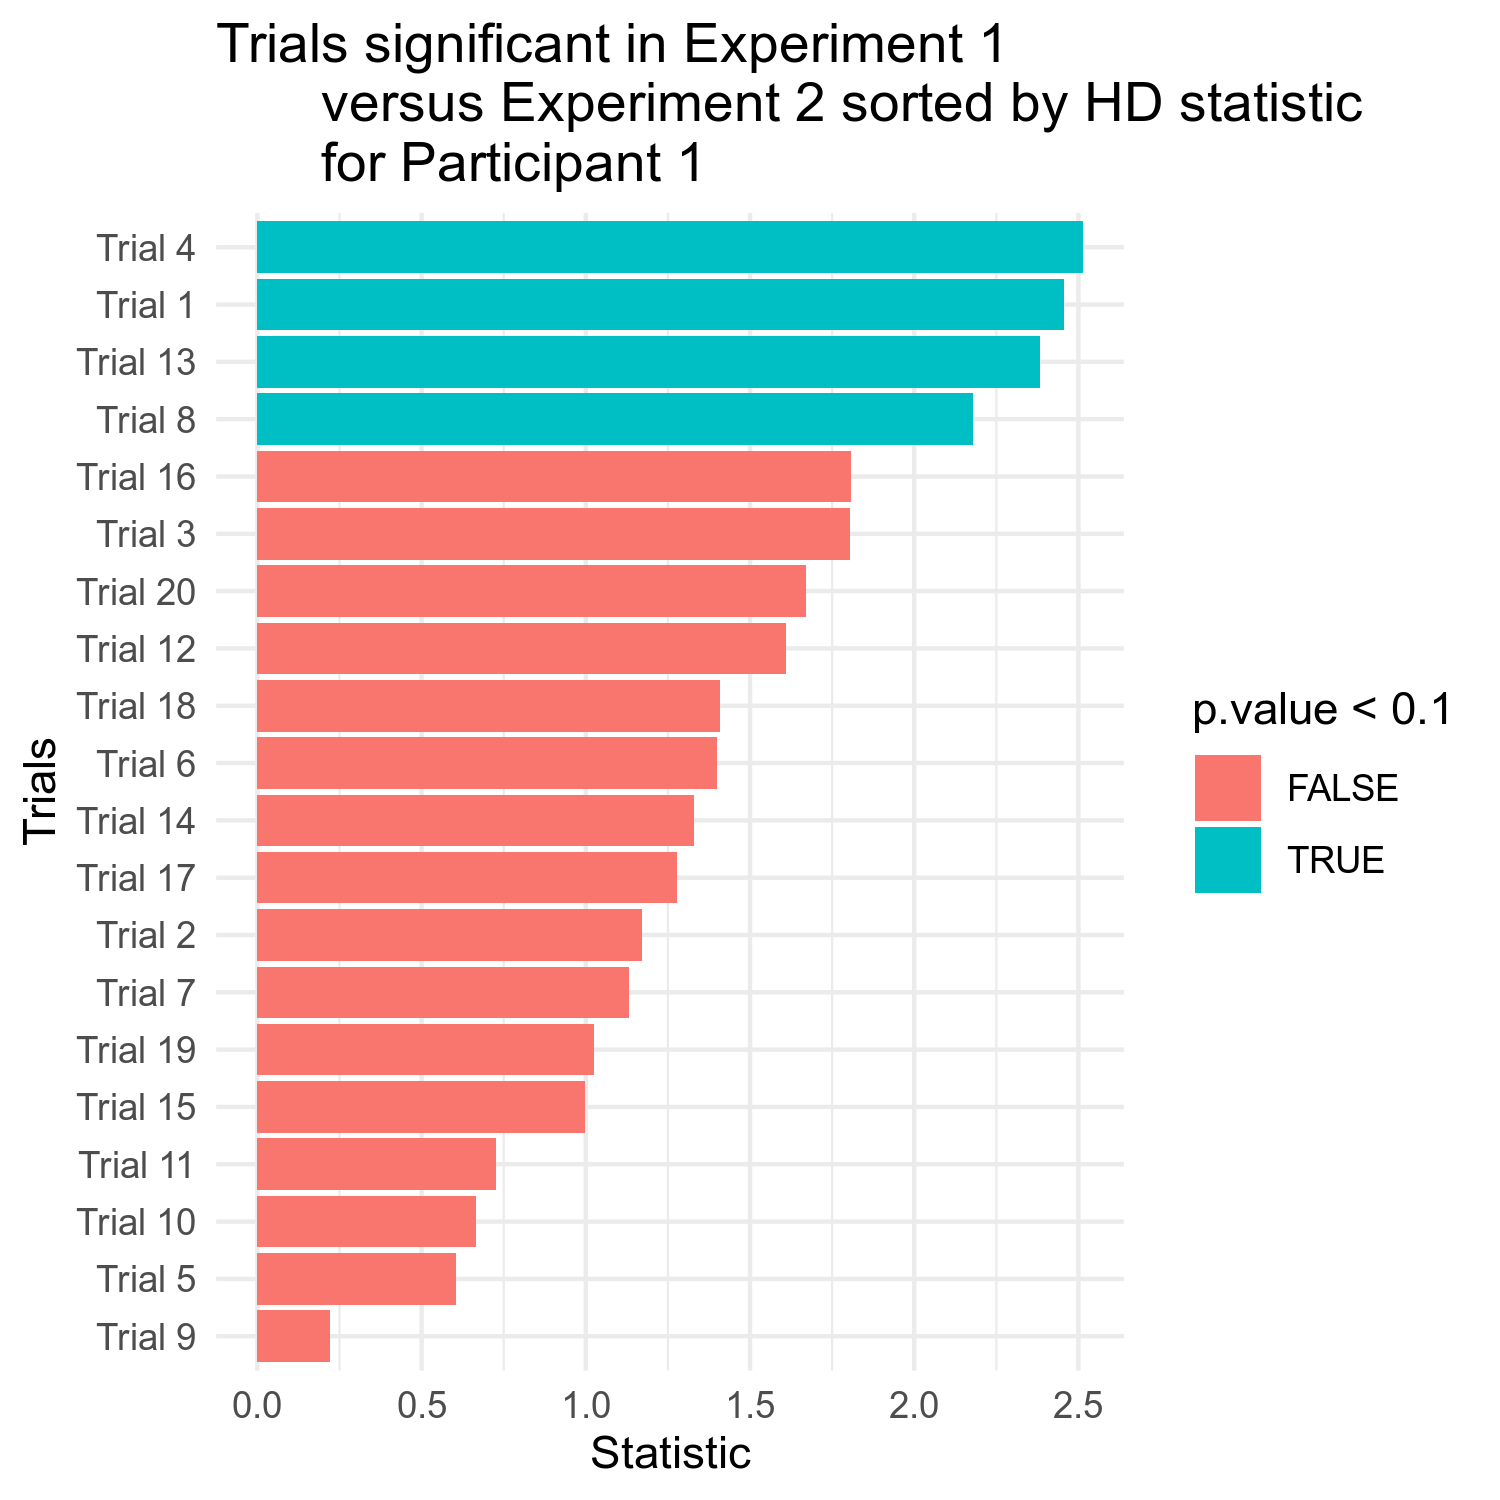 Trials significant in Experiment 1
versus Experiment 2 sorted by HD statistic
for Participant 1
Trial 4
Trial 1
Trial 13
Trial 8
Trial 16
Trial 3
Trial 20
Trial 12
Trial 18
Trial 6
Trial 14
Trial 17
Trial 2
Trial 7
Trial 19
Trial 15
Trial 11
Trial 10
Trial 5
Trial 9
Trials
0.0 0.5 1.0 1.5 2.0 2.5
Statistic
p.value < 0.1
FALSE
TRUE